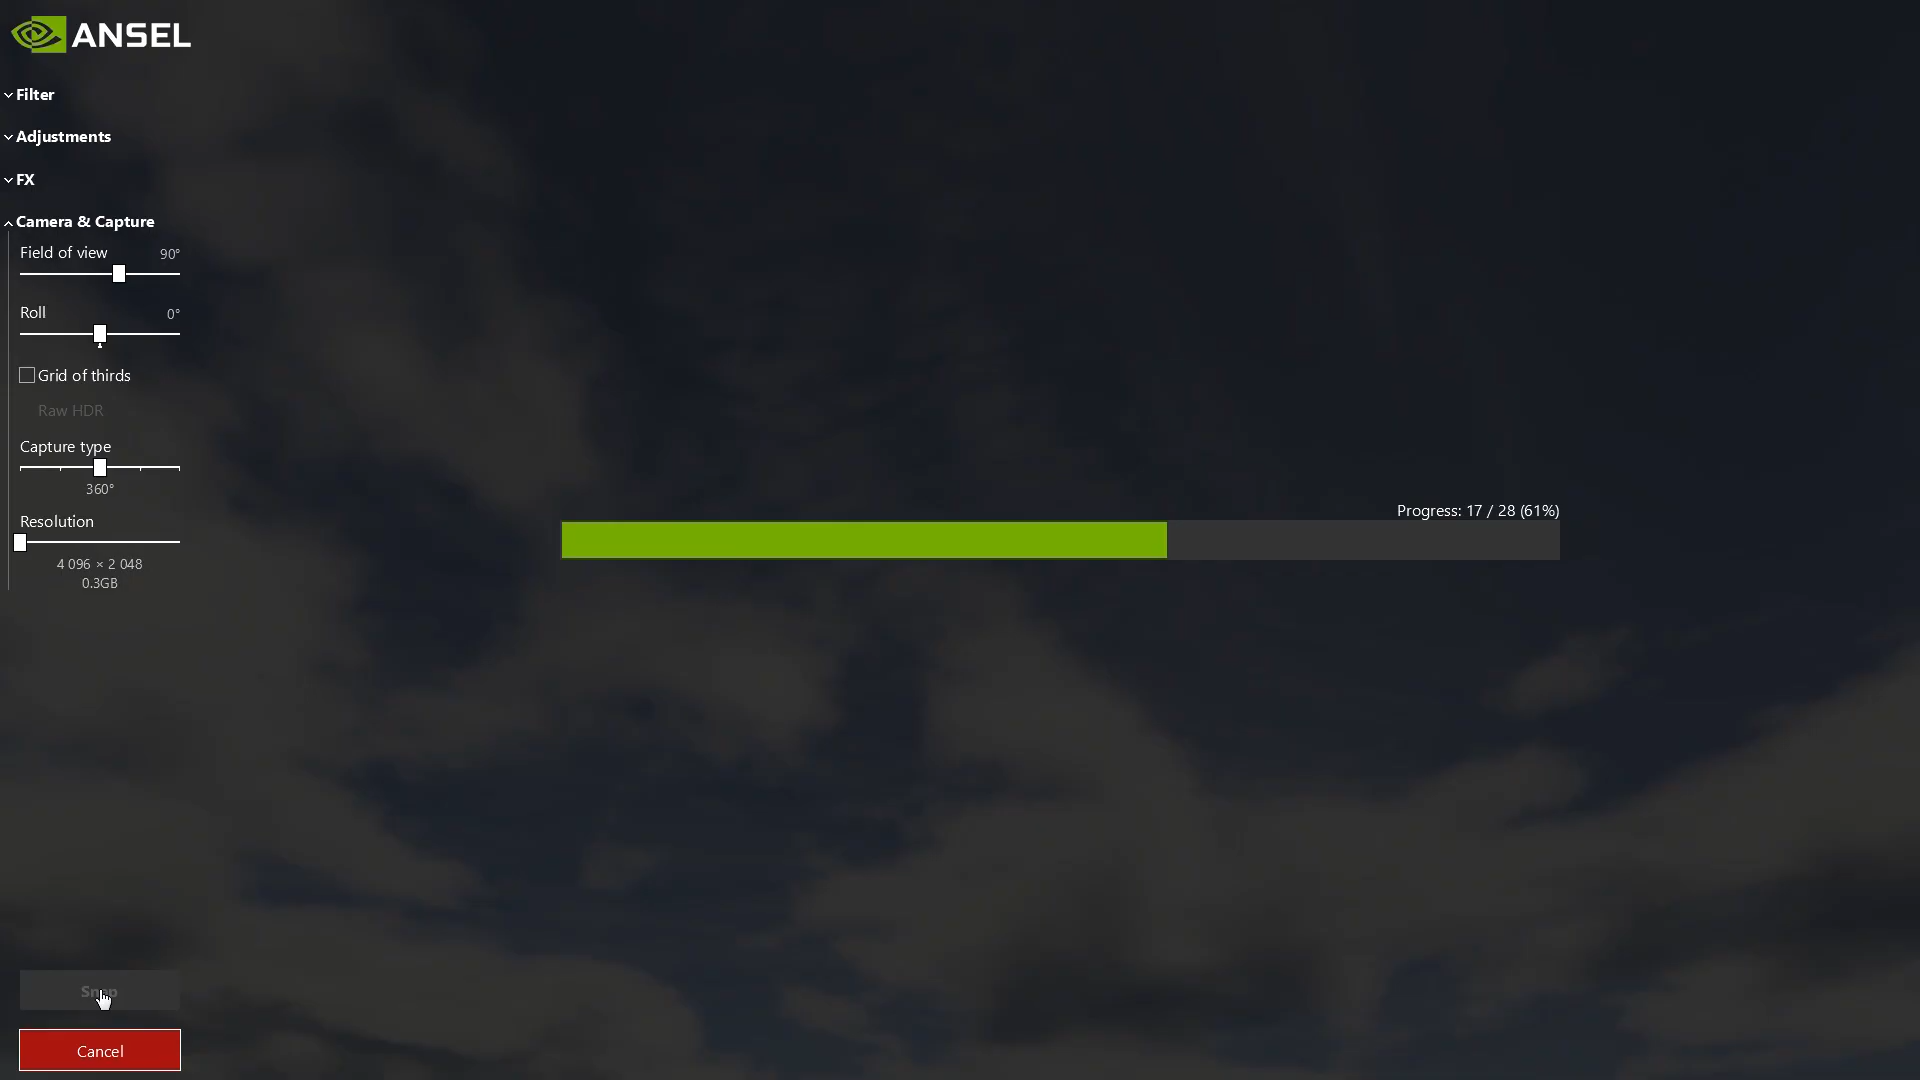 ANSEL
Filter
Adjustments
FX
Camera & Capture
Field of view 90°
Roll 0°
Grid of thirds
Raw HDR
Capture type
360°
Resolution
4 096 × 2 048
0.3GB
Progress: 17 / 28 (61%)
Snap
Cancel